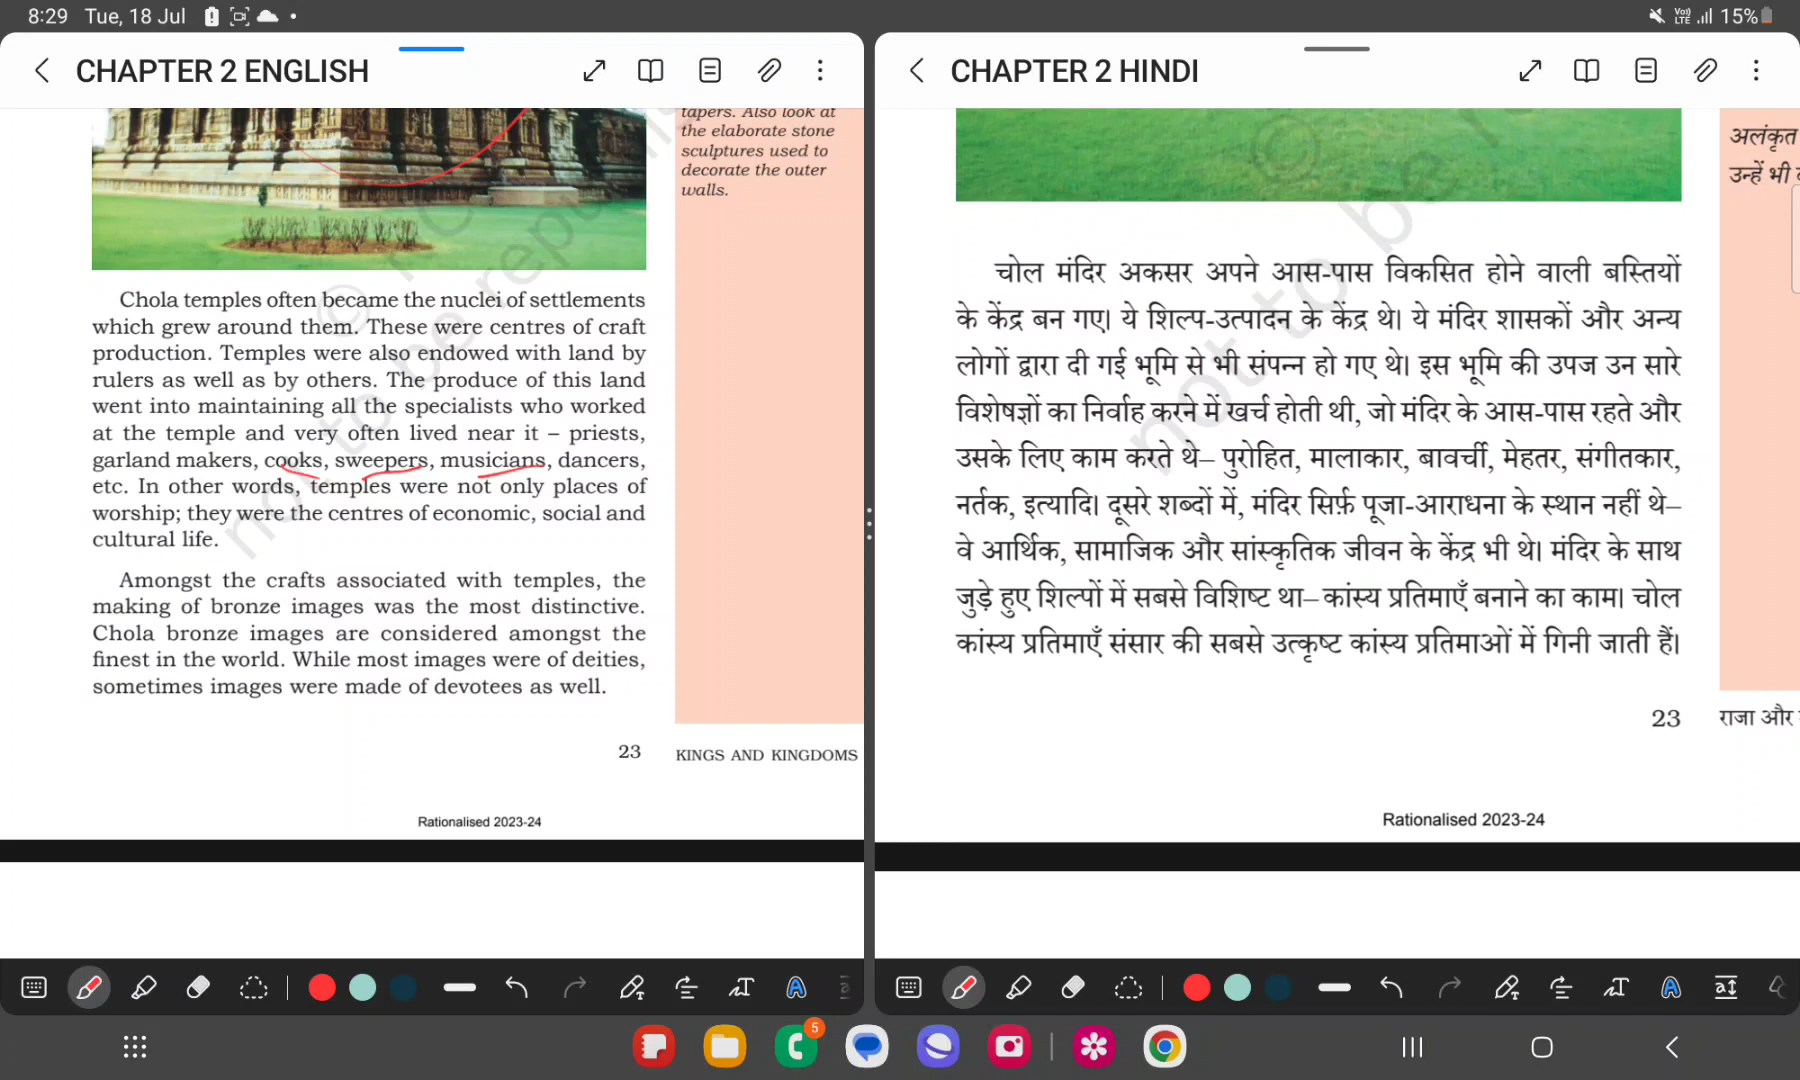 8:29 Tue, 18 Jul
Vo)) LTE 15%
CHAPTER 2 ENGLISH
tapers. Also look at
the elaborate stone
sculptures used to
decorate the outer
walls.
Chola temples often became the nuclei of settlements
which grew around them. These were centres of craft
production. Temples were also endowed with land by
rulers as well as by others. The produce of this land
went into maintaining all the specialists who worked
at the temple and very often lived near it – priests,
garland makers, cooks, sweepers, musicians, dancers,
etc. In other words, temples were not only places of
worship; they were the centres of economic, social and
cultural life.
Amongst the crafts associated with temples, the
making of bronze images was the most distinctive.
Chola bronze images are considered amongst the
finest in the world. While most images were of deities,
sometimes images were made of devotees as well.
23
KINGS AND KINGDOMS
Rationalised 2023-24
CHAPTER 2 HINDI
अलंकृत
उन्हें भी
चोल मंदिर अकसर अपने आस-पास विकसित होने वाली बस्तियों
के केंद्र बन गए। ये शिल्प-उत्पादन के केंद्र थे। ये मंदिर शासकों और अन्य
लोगों द्वारा दी गई भूमि से भी संपन्न हो गए थे। इस भूमि की उपज उन सारे
विशेषज्ञों का निर्वाह करने में खर्च होती थी, जो मंदिर के आस-पास रहते और
उसके लिए काम करते थे– पुरोहित, मालाकार, बावर्ची, मेहतर, संगीतकार,
नर्तक, इत्यादि। दूसरे शब्दों में, मंदिर सिर्फ़ पूजा-आराधना के स्थान नहीं थे–
वे आर्थिक, सामाजिक और सांस्कृतिक जीवन के केंद्र भी थे। मंदिर के साथ
जुड़े हुए शिल्पों में सबसे विशिष्ट था– कांस्य प्रतिमाएँ बनाने का काम। चोल
कांस्य प्रतिमाएँ संसार की सबसे उत्कृष्ट कांस्य प्रतिमाओं में गिनी जाती हैं।
23
राजा और
Rationalised 2023-24
not to be
5